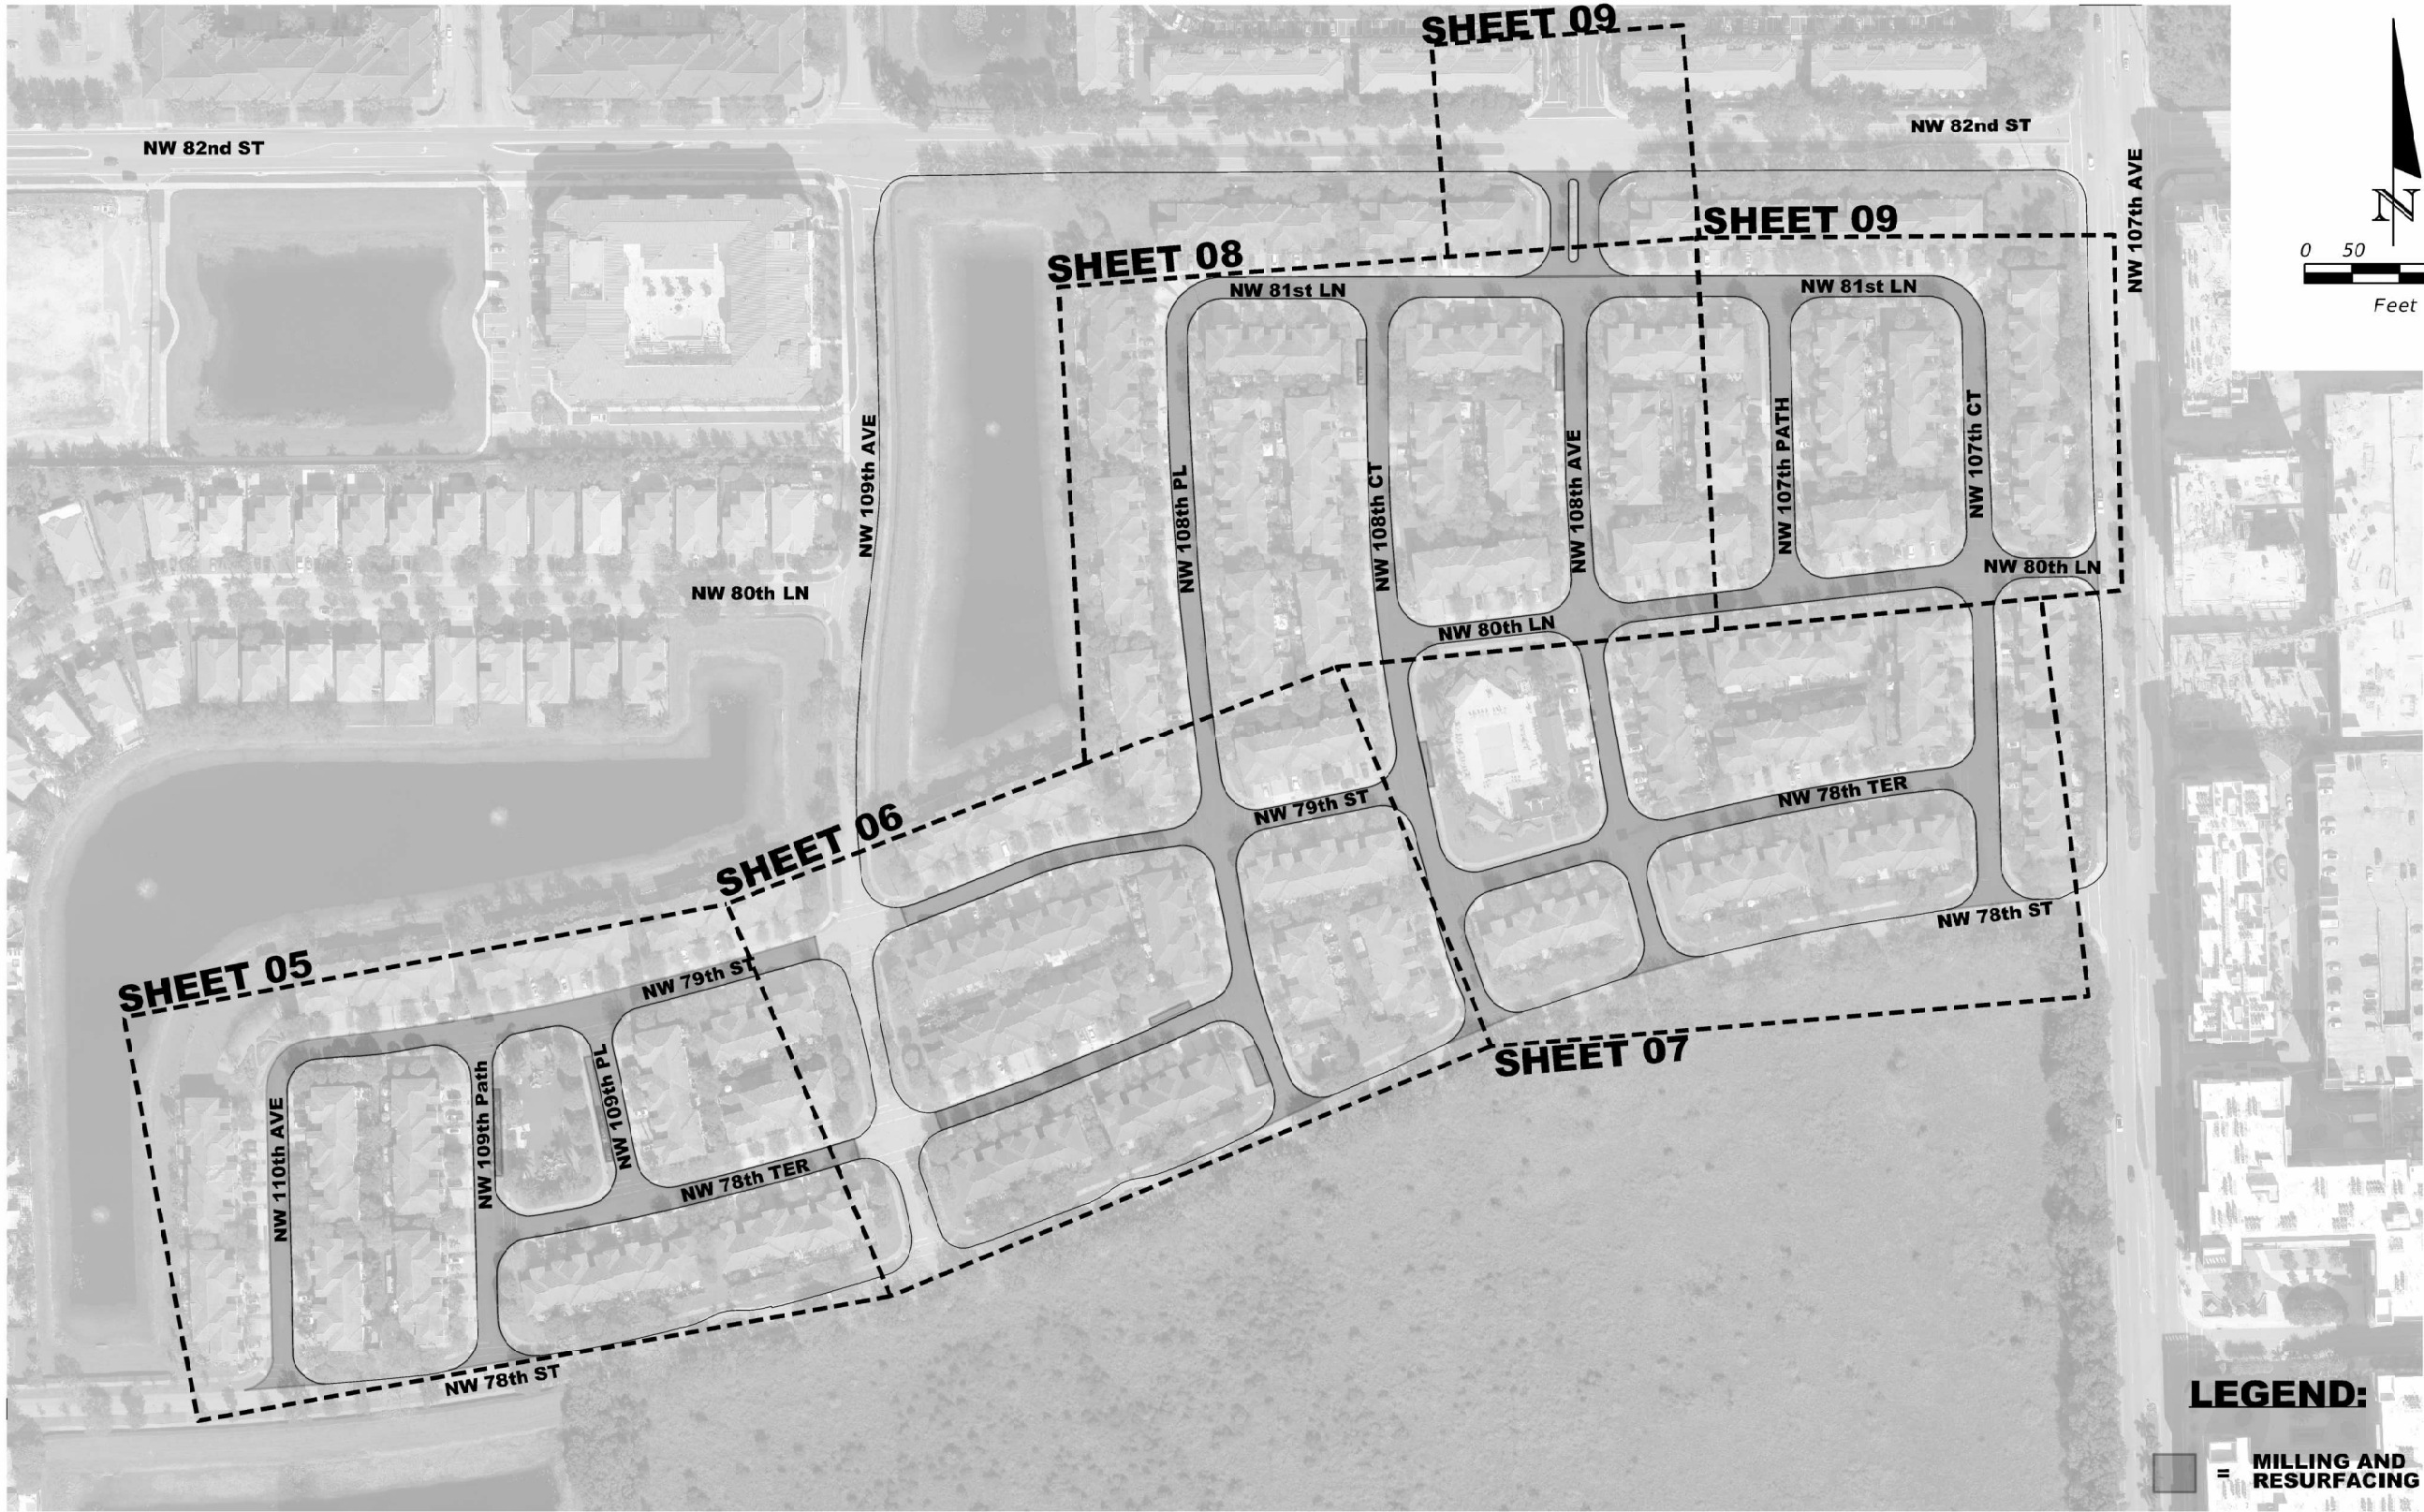 SHEET 09
NW 82nd ST
NW 82nd ST
NW 107th AVE
N
0 50
Feet
SHEET 09
SHEET 08
NW 81st LN
NW 81st LN
NW 109th AVE
NW 108th PL
NW 108th CT
NW 108th AVE
NW 107th PATH
NW 107th CT
NW 80th LN
NW 80th LN
NW 80th LN
SHEET 06
NW 79th ST
NW 78th TER
NW 78th ST
SHEET 05
NW 79th ST
SHEET 07
NW 110th AVE
NW 109th Path
NW 109th PL
NW 78th TER
NW 78th ST
LEGEND:
= MILLING AND
RESURFACING